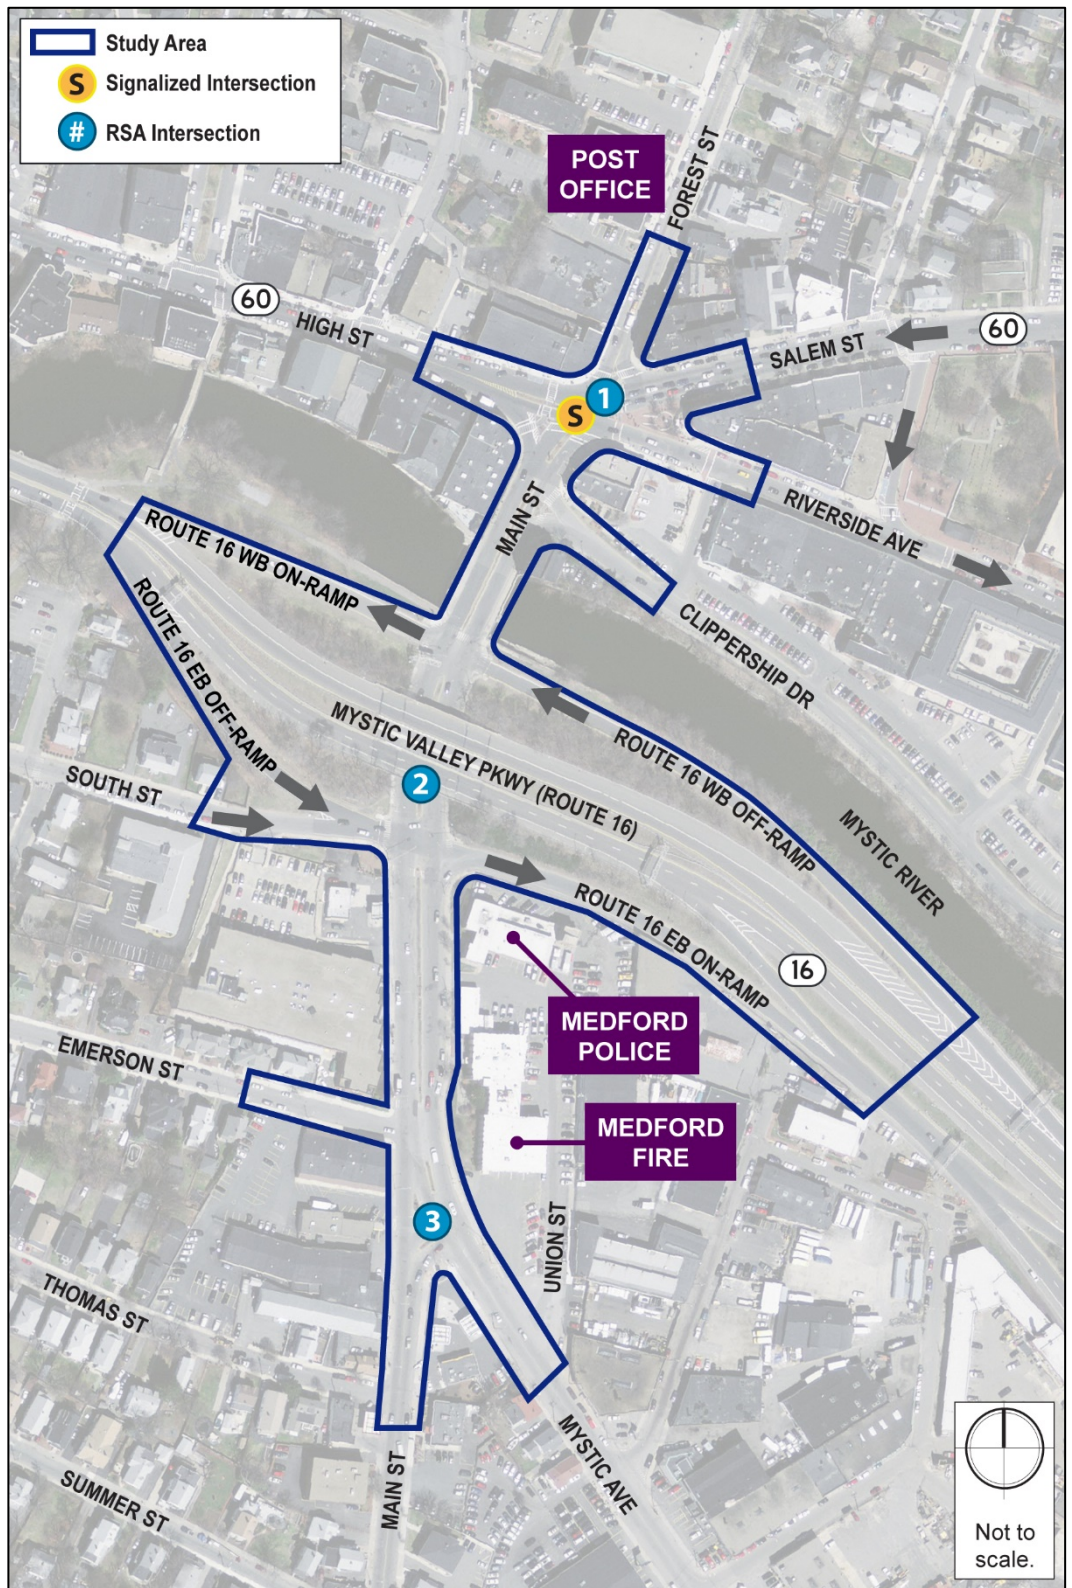 Study Area
S Signalized Intersection
# RSA Intersection
POST
OFFICE
FOREST ST
60
HIGH ST
SALEM ST
60
1
S
RIVERSIDE AVE
MAIN ST
ROUTE 16 WB ON-RAMP
CLIPPERSHIP DR
ROUTE 16 EB OFF-RAMP
MYSTIC VALLEY PKWY (ROUTE 16)
ROUTE 16 WB OFF-RAMP
SOUTH ST
2
MYSTIC RIVER
ROUTE 16 EB ON-RAMP
16
MEDFORD
POLICE
EMERSON ST
MEDFORD
FIRE
3
UNION ST
THOMAS ST
MYSTIC AVE
MAIN ST
SUMMER ST
Not to
scale.